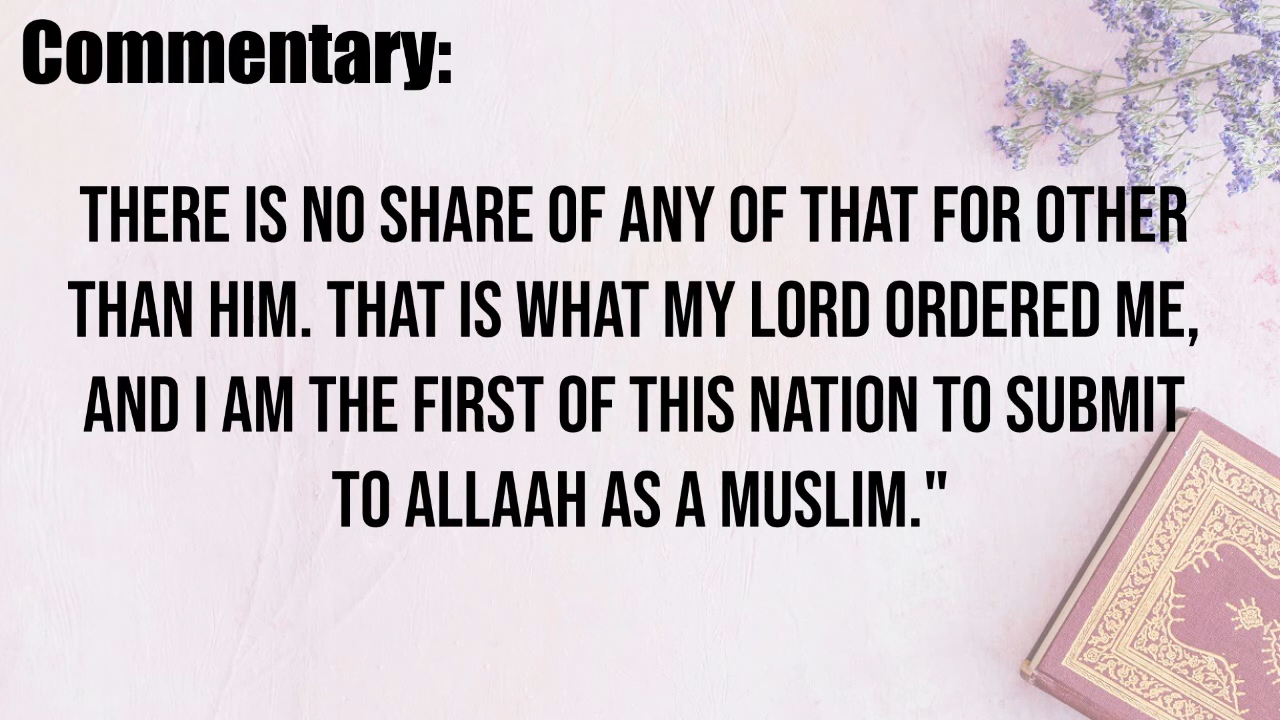 Commentary:
THERE IS NO SHARE OF ANY OF THAT FOR OTHER
THAN HIM. THAT IS WHAT MY LORD ORDERED ME,
AND I AM THE FIRST OF THIS NATION TO SUBMIT
TO ALLAAH AS A MUSLIM."